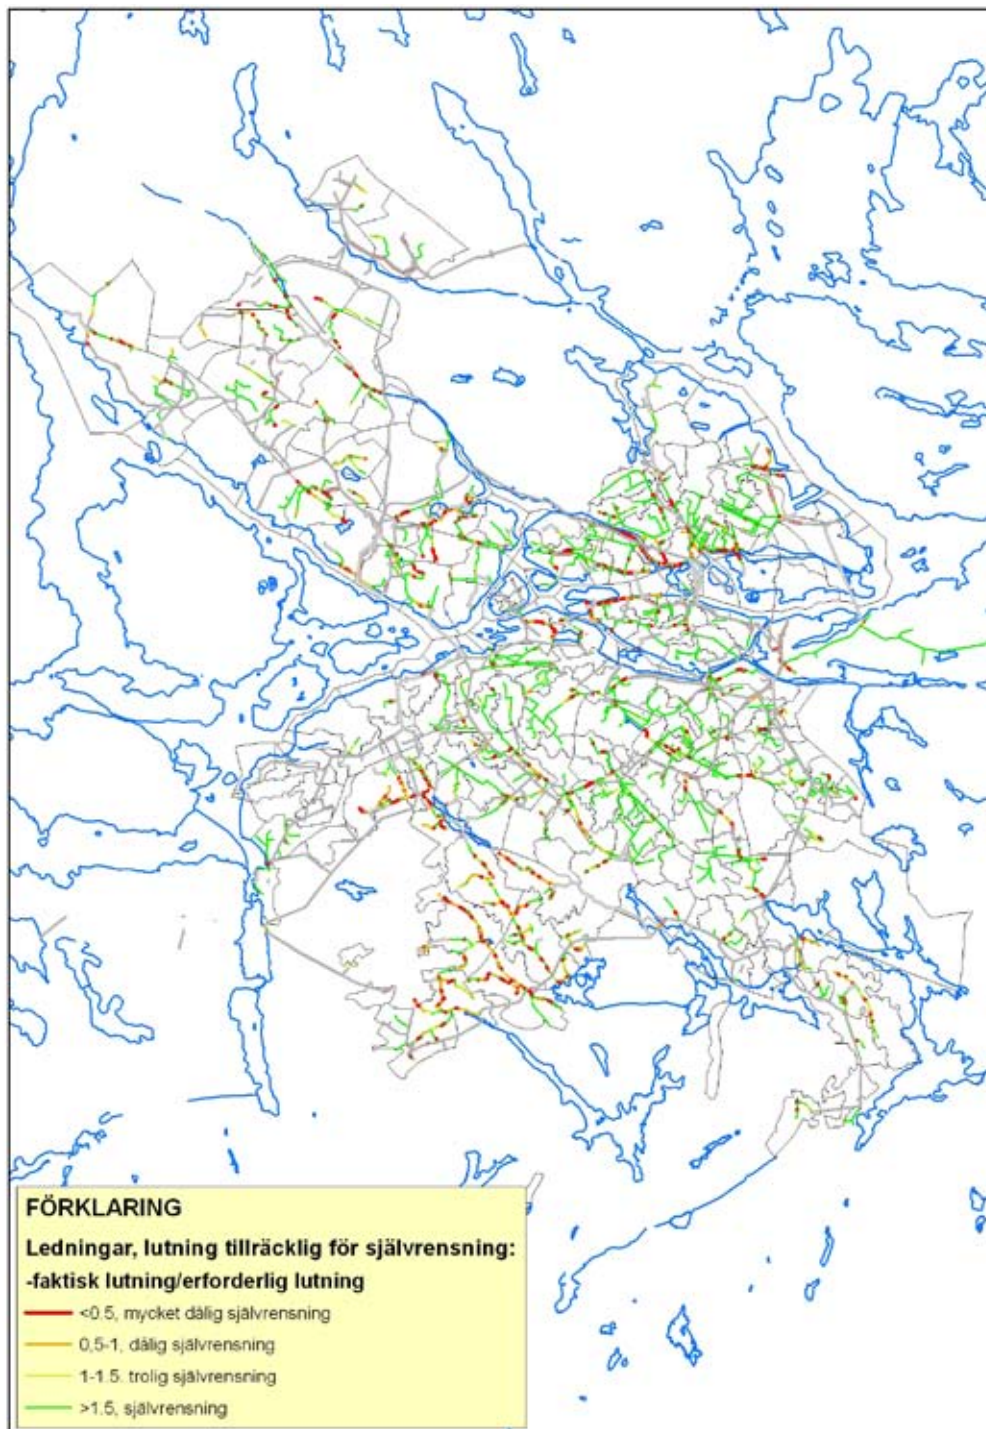 FÖRKLARING
Ledningar, lutning tillräcklig för självrensning:
-faktisk lutning/erforderlig lutning
<0.5, mycket dålig självrensning
0,5-1, dålig självrensning
1-1.5. trolig självrensning
>1.5, självrensning